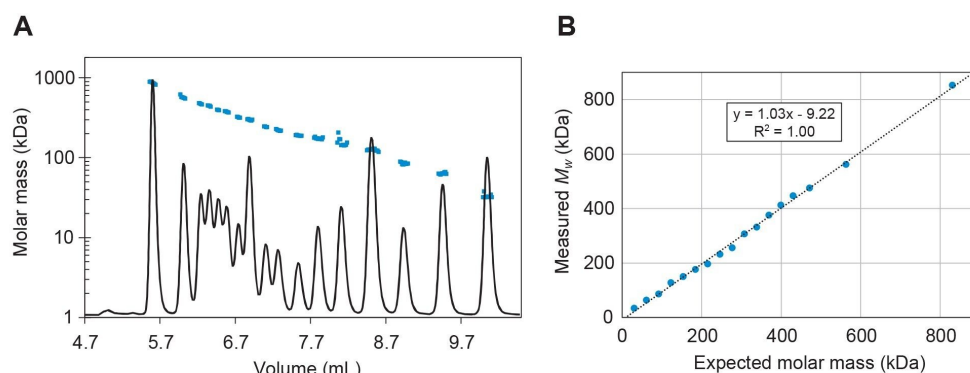 A
Molar mass (kDa)
1000
100
10
1
4.7 5.7 6.7 7.7 8.7 9.7
Volume (mL)
B
Measured Mw (kDa)
800
600
400
200
0
y = 1.03x - 9.22
R² = 1.00
0 200 400 600 800
Expected molar mass (kDa)